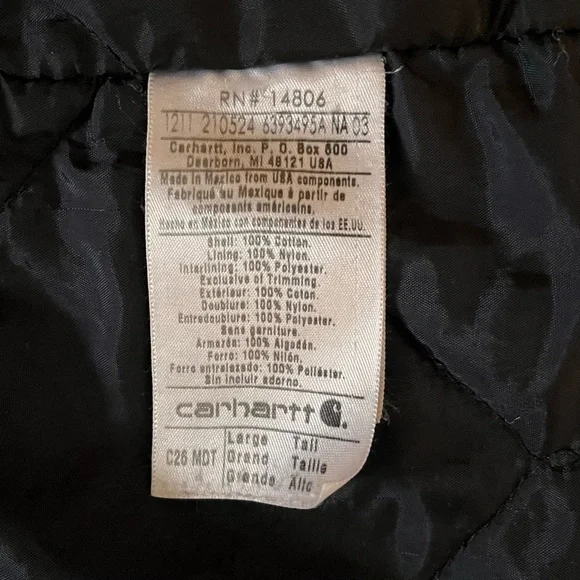 RN# 14806
1211 210524 6393495A NA 03
Carhartt, Inc. P. O. Box 600
Dearborn, MI 48121 USA
Made in Mexico from USA components.
Fabriqué au Mexique à partir de
composants américains.
Hecho en México con componentes de los EE.UU.
Shell: 100% Cotton.
Lining: 100% Nylon.
Interlining: 100% Polyester.
Exclusive of Trimming.
Extérieur: 100% Coton.
Doublure: 100% Nylon.
Entredoublure: 100% Polyester.
Sans garniture.
Armazón: 100% Algodón.
Forro: 100% Nilón.
Forro entretelado: 100% Poliéster.
Sin incluir adorno.
carhartt
C26 MDT
Large Tall
Grand Taille
Grande Alto